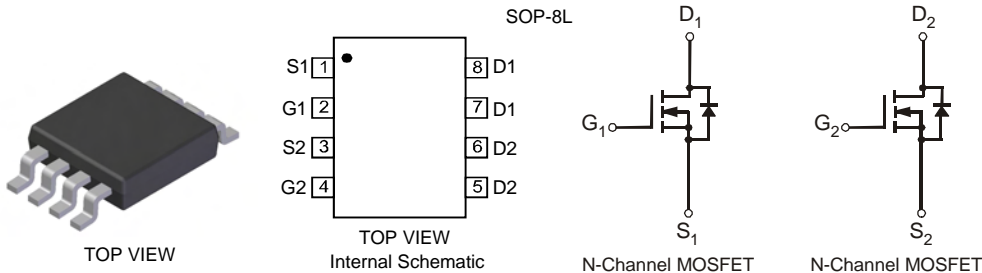 SOP-8L
S1 1 8 D1
G1 2 7 D1
S2 3 6 D2
G2 4 5 D2
TOP VIEW
TOP VIEW
Internal Schematic
D1
G1
S1
N-Channel MOSFET
D2
G2
S2
N-Channel MOSFET